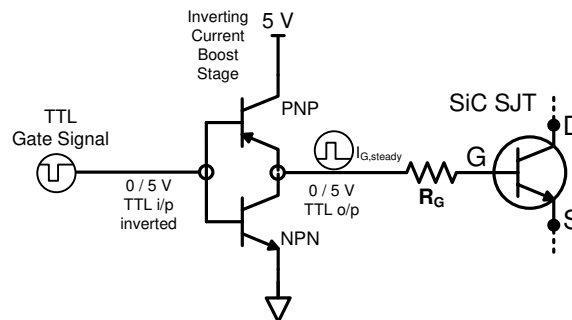 Inverting
Current
Boost
Stage
5 V
PNP
TTL
Gate Signal
0 / 5 V
TTL i/p
inverted
NPN
I_G,steady
0 / 5 V
TTL o/p
R_G
SiC SJT
G
D
S